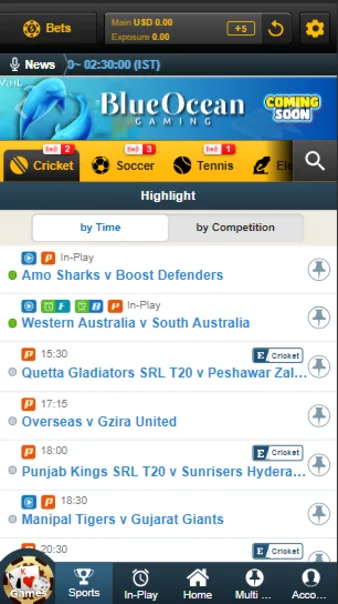 Bets
Main USD 0.00
Exposure 0.00
+5
News
0~ 02:30:00 (IST)
BlueOcean
GAMING
COMING
SOON
2
3
1
Cricket
Soccer
Tennis
Ele
Highlight
by Time
by Competition
P In-Play
Amo Sharks v Boost Defenders
F B P In-Play
Western Australia v South Australia
P 15:30
E Cricket
Quetta Gladiators SRL T20 v Peshawar Zal...
P 17:15
Overseas v Gzira United
P 18:00
E Cricket
Punjab Kings SRL T20 v Sunrisers Hydera...
P 18:30
Manipal Tigers v Gujarat Giants
P 20:30
E Cricket
Games
Sports
In-Play
Home
Multi ...
Acco...